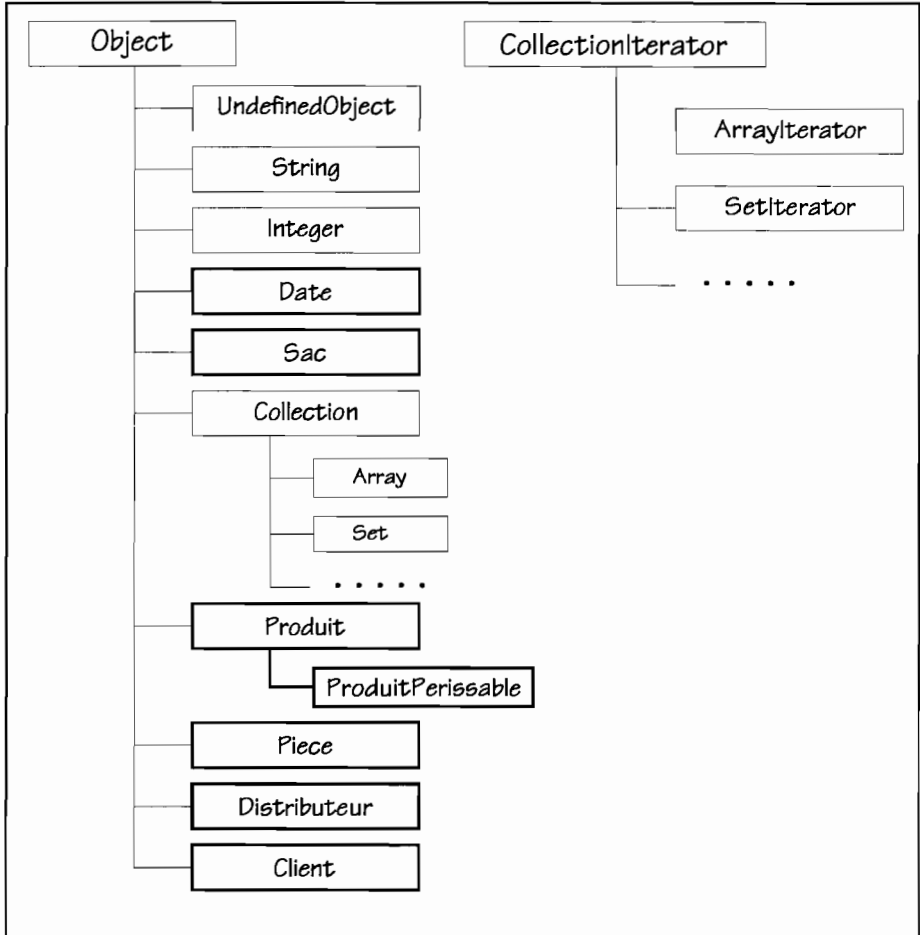 Object
UndefinedObject
String
Integer
Date
Sac
Collection
Array
Set
. . . . .
Produit
ProduitPerissable
Piece
Distributeur
Client
CollectionIterator
ArrayIterator
SetIterator
. . . . .